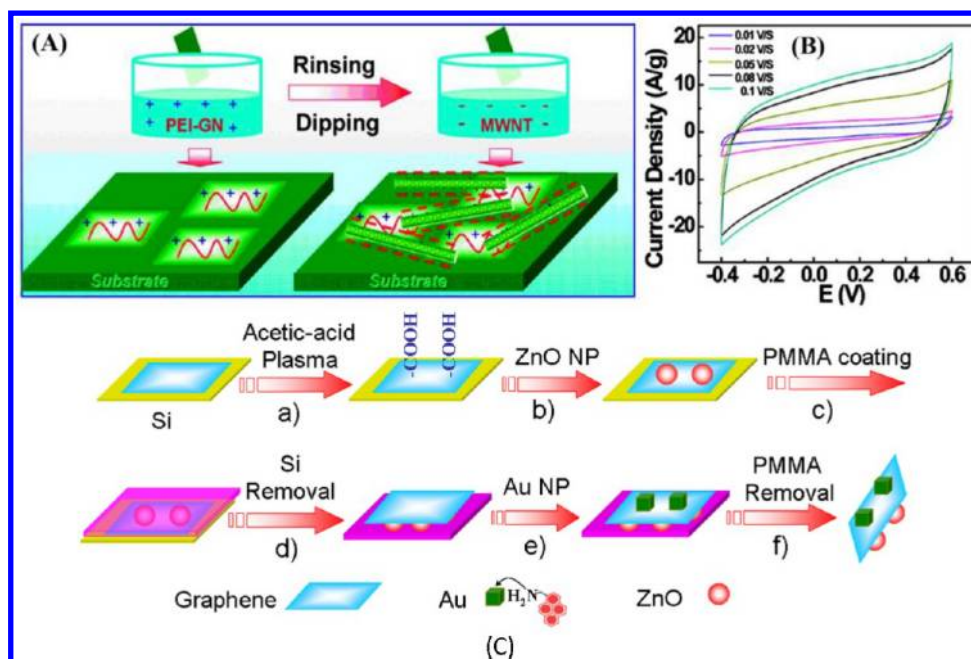 (A)
Rinsing
Dipping
+ + + +
PEI-GN
+ + + +
- - - -
MWNT
- - - -
Substrate
Substrate
(B)
0.01 V/S
0.02 V/S
0.05 V/S
0.08 V/S
0.1 V/S
Current Density (A/g)
20
10
0
-10
-20
-0.4 -0.2 0.0 0.2 0.4 0.6
E (V)
Si
Acetic-acid
Plasma
a)
-COOH
-COOH
ZnO NP
b)
PMMA coating
c)
Si
Removal
d)
Au NP
e)
PMMA
Removal
f)
Graphene
Au
H₂N
ZnO
(C)